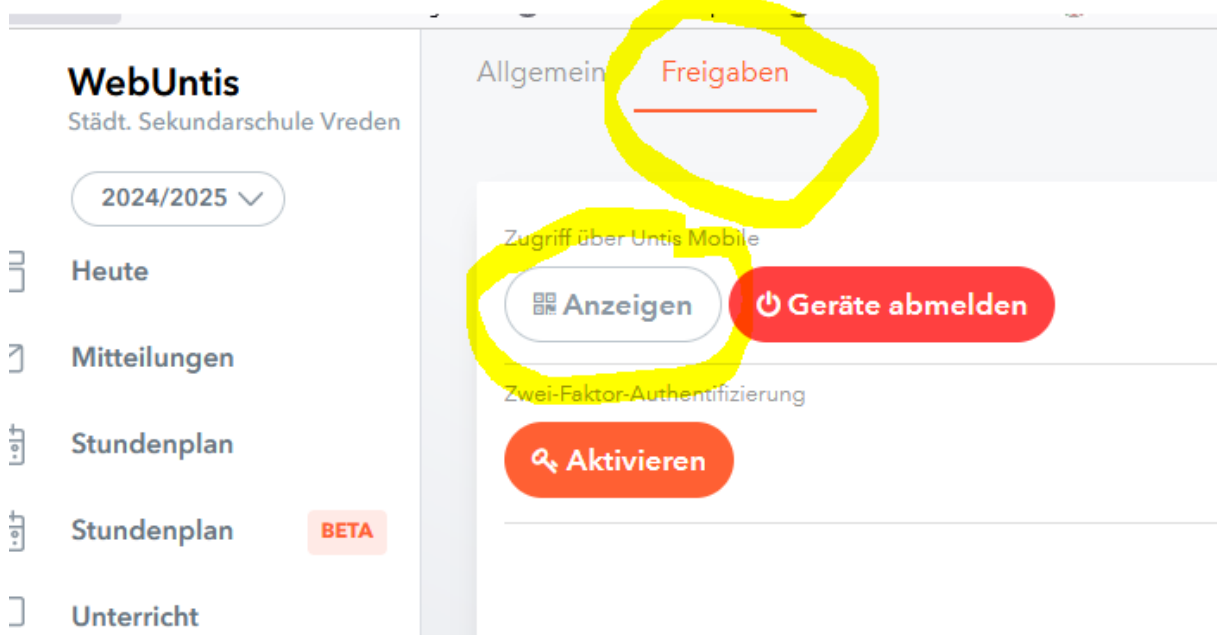 WebUntis
Städt. Sekundarschule Vreden
2024/2025
Heute
Mitteilungen
Stundenplan
Stundenplan BETA
Unterricht
Allgemein Freigaben
Zugriff über Untis Mobile
Anzeigen Geräte abmelden
Zwei-Faktor-Authentifizierung
Aktivieren